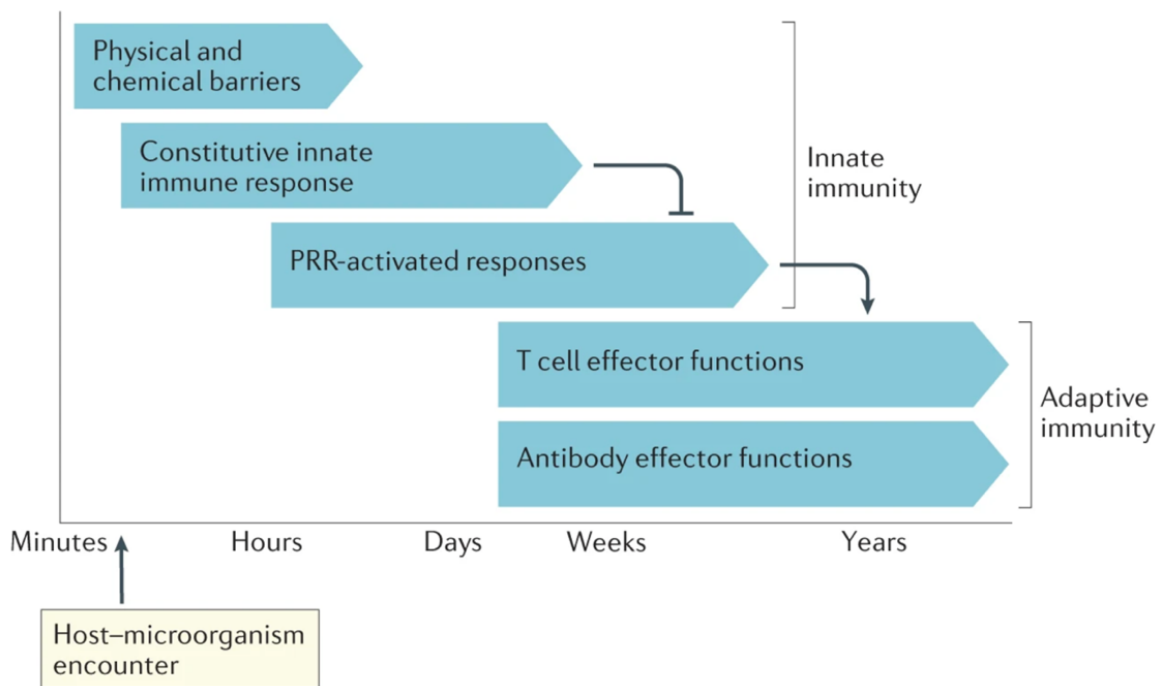 Physical and
chemical barriers
Constitutive innate
immune response
PRR-activated responses
Innate
immunity
T cell effector functions
Antibody effector functions
Adaptive
immunity
Minutes
Hours
Days
Weeks
Years
Host–microorganism
encounter